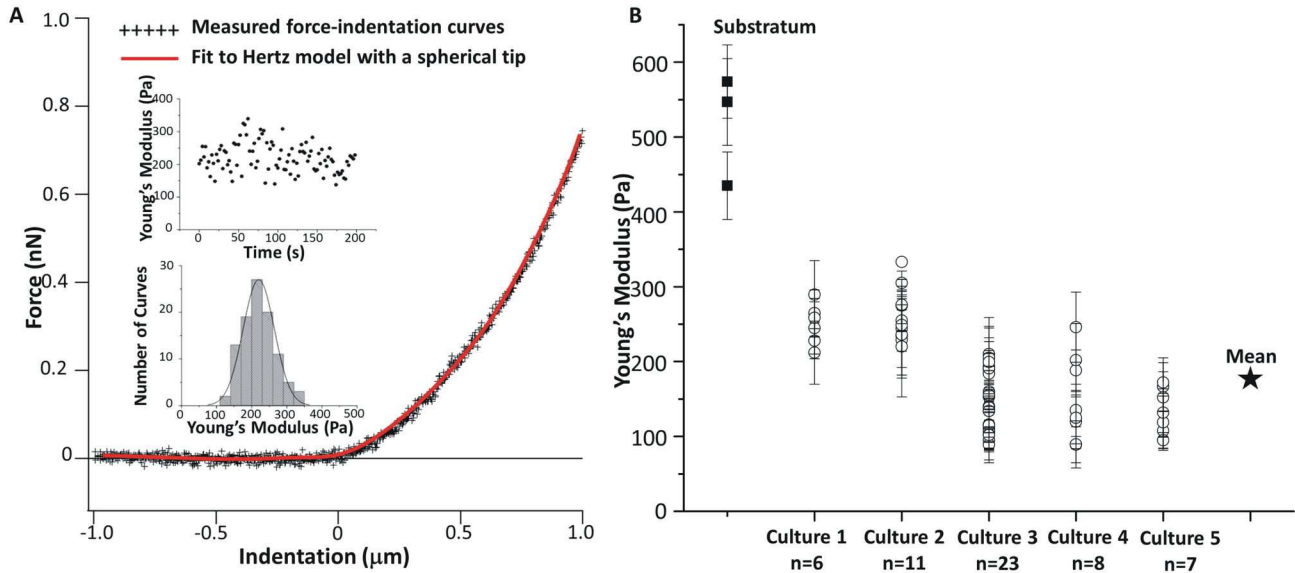 A
1.0
0.8
0.6
0.4
0.2
0
Force (nN)
+++++ Measured force-indentation curves
Fit to Hertz model with a spherical tip
Young's Modulus (Pa)
400
300
200
100
0
0 50 100 150 200
Time (s)
Number of Curves
30
20
10
0
0 100 200 300 400 500
Young's Modulus (Pa)
-1.0 -0.5 0 0.5 1.0
Indentation (μm)
B
Substratum
Young's Modulus (Pa)
600
500
400
300
200
100
0
Mean
Culture 1 Culture 2 Culture 3 Culture 4 Culture 5
n=6 n=11 n=23 n=8 n=7